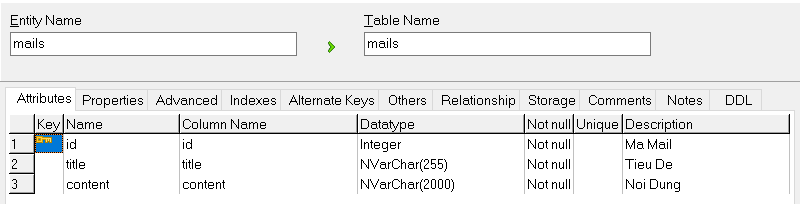 Entity Name Table Name
mails mails
Attributes Properties Advanced Indexes Alternate Keys Others Relationship Storage Comments Notes DDL
Key Name Column Name Datatype Not null Unique Description
1 id id Integer Not null Ma Mail
2 title title NVarChar(255) Not null Tieu De
3 content content NVarChar(2000) Not null Noi Dung